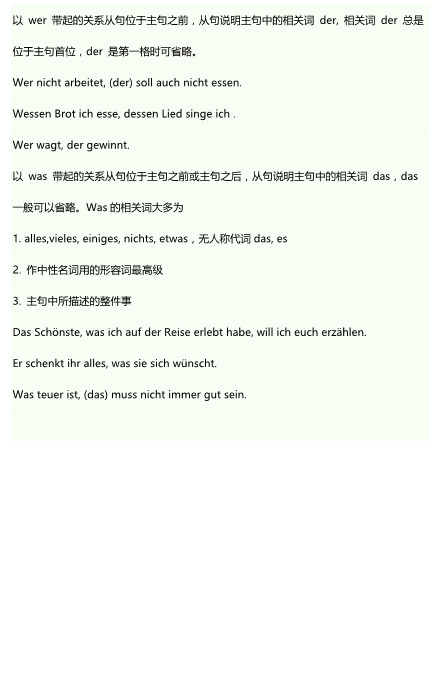 以 wer 带起的关系从句位于主句之前，从句说明主句中的相关词 der, 相关词 der 总是
位于主句首位，der 是第一格时可省略。
Wer nicht arbeitet, (der) soll auch nicht essen.
Wessen Brot ich esse, dessen Lied singe ich .
Wer wagt, der gewinnt.
以 was 带起的关系从句位于主句之前或主句之后，从句说明主句中的相关词 das，das
一般可以省略。Was 的相关词大多为
1. alles,vieles, einiges, nichts, etwas，无人称代词 das, es
2. 作中性名词用的形容词最高级
3. 主句中所描述的整件事
Das Schönste, was ich auf der Reise erlebt habe, will ich euch erzählen.
Er schenkt ihr alles, was sie sich wünscht.
Was teuer ist, (das) muss nicht immer gut sein.